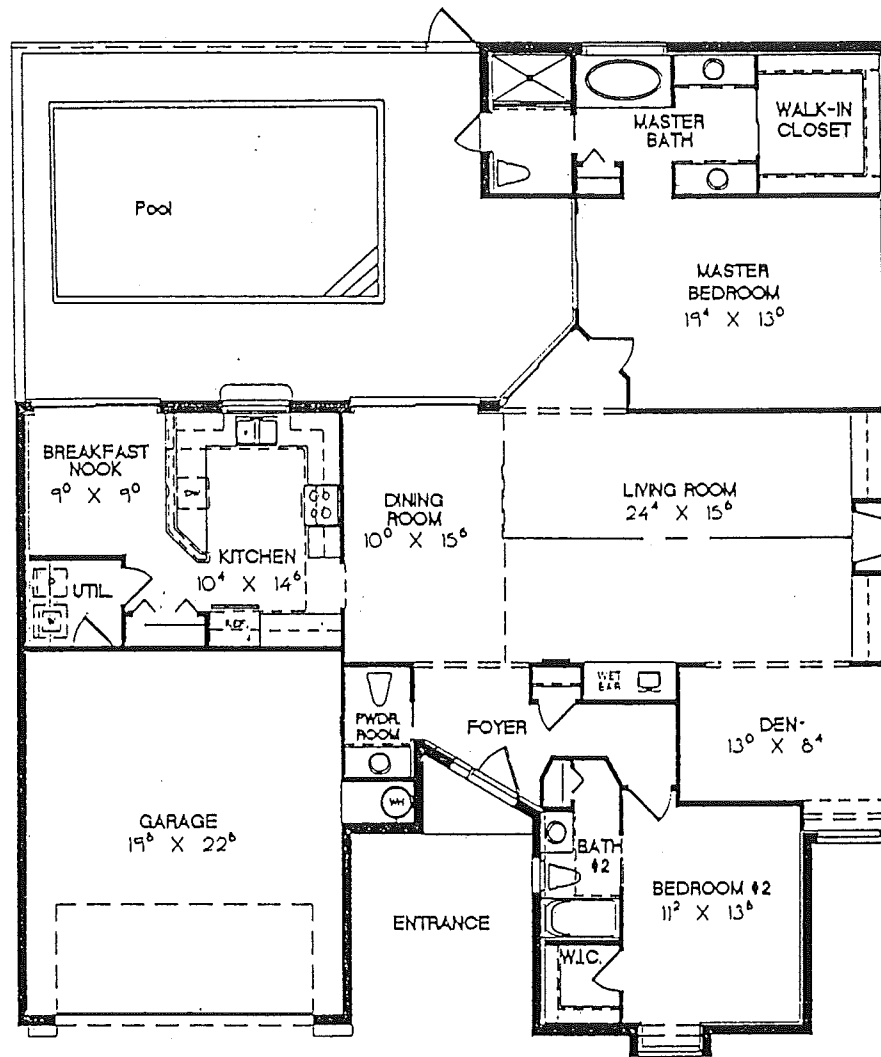 Pool
MASTER
BATH
WALK-IN
CLOSET
MASTER
BEDROOM
19⁴ X 13⁰
BREAKFAST
NOOK
9⁰ X 9⁰
DINING
ROOM
10⁰ X 15⁶
LIVING ROOM
24⁴ X 15⁶
KITCHEN
10⁴ X 14⁶
UTIL.
REF.
WET
BAR
PWDR.
ROOM
FOYER
DEN-
13⁰ X 8⁴
WH
GARAGE
19⁸ X 22⁸
BATH
#2
BEDROOM #2
11² X 13⁸
ENTRANCE
W.I.C.